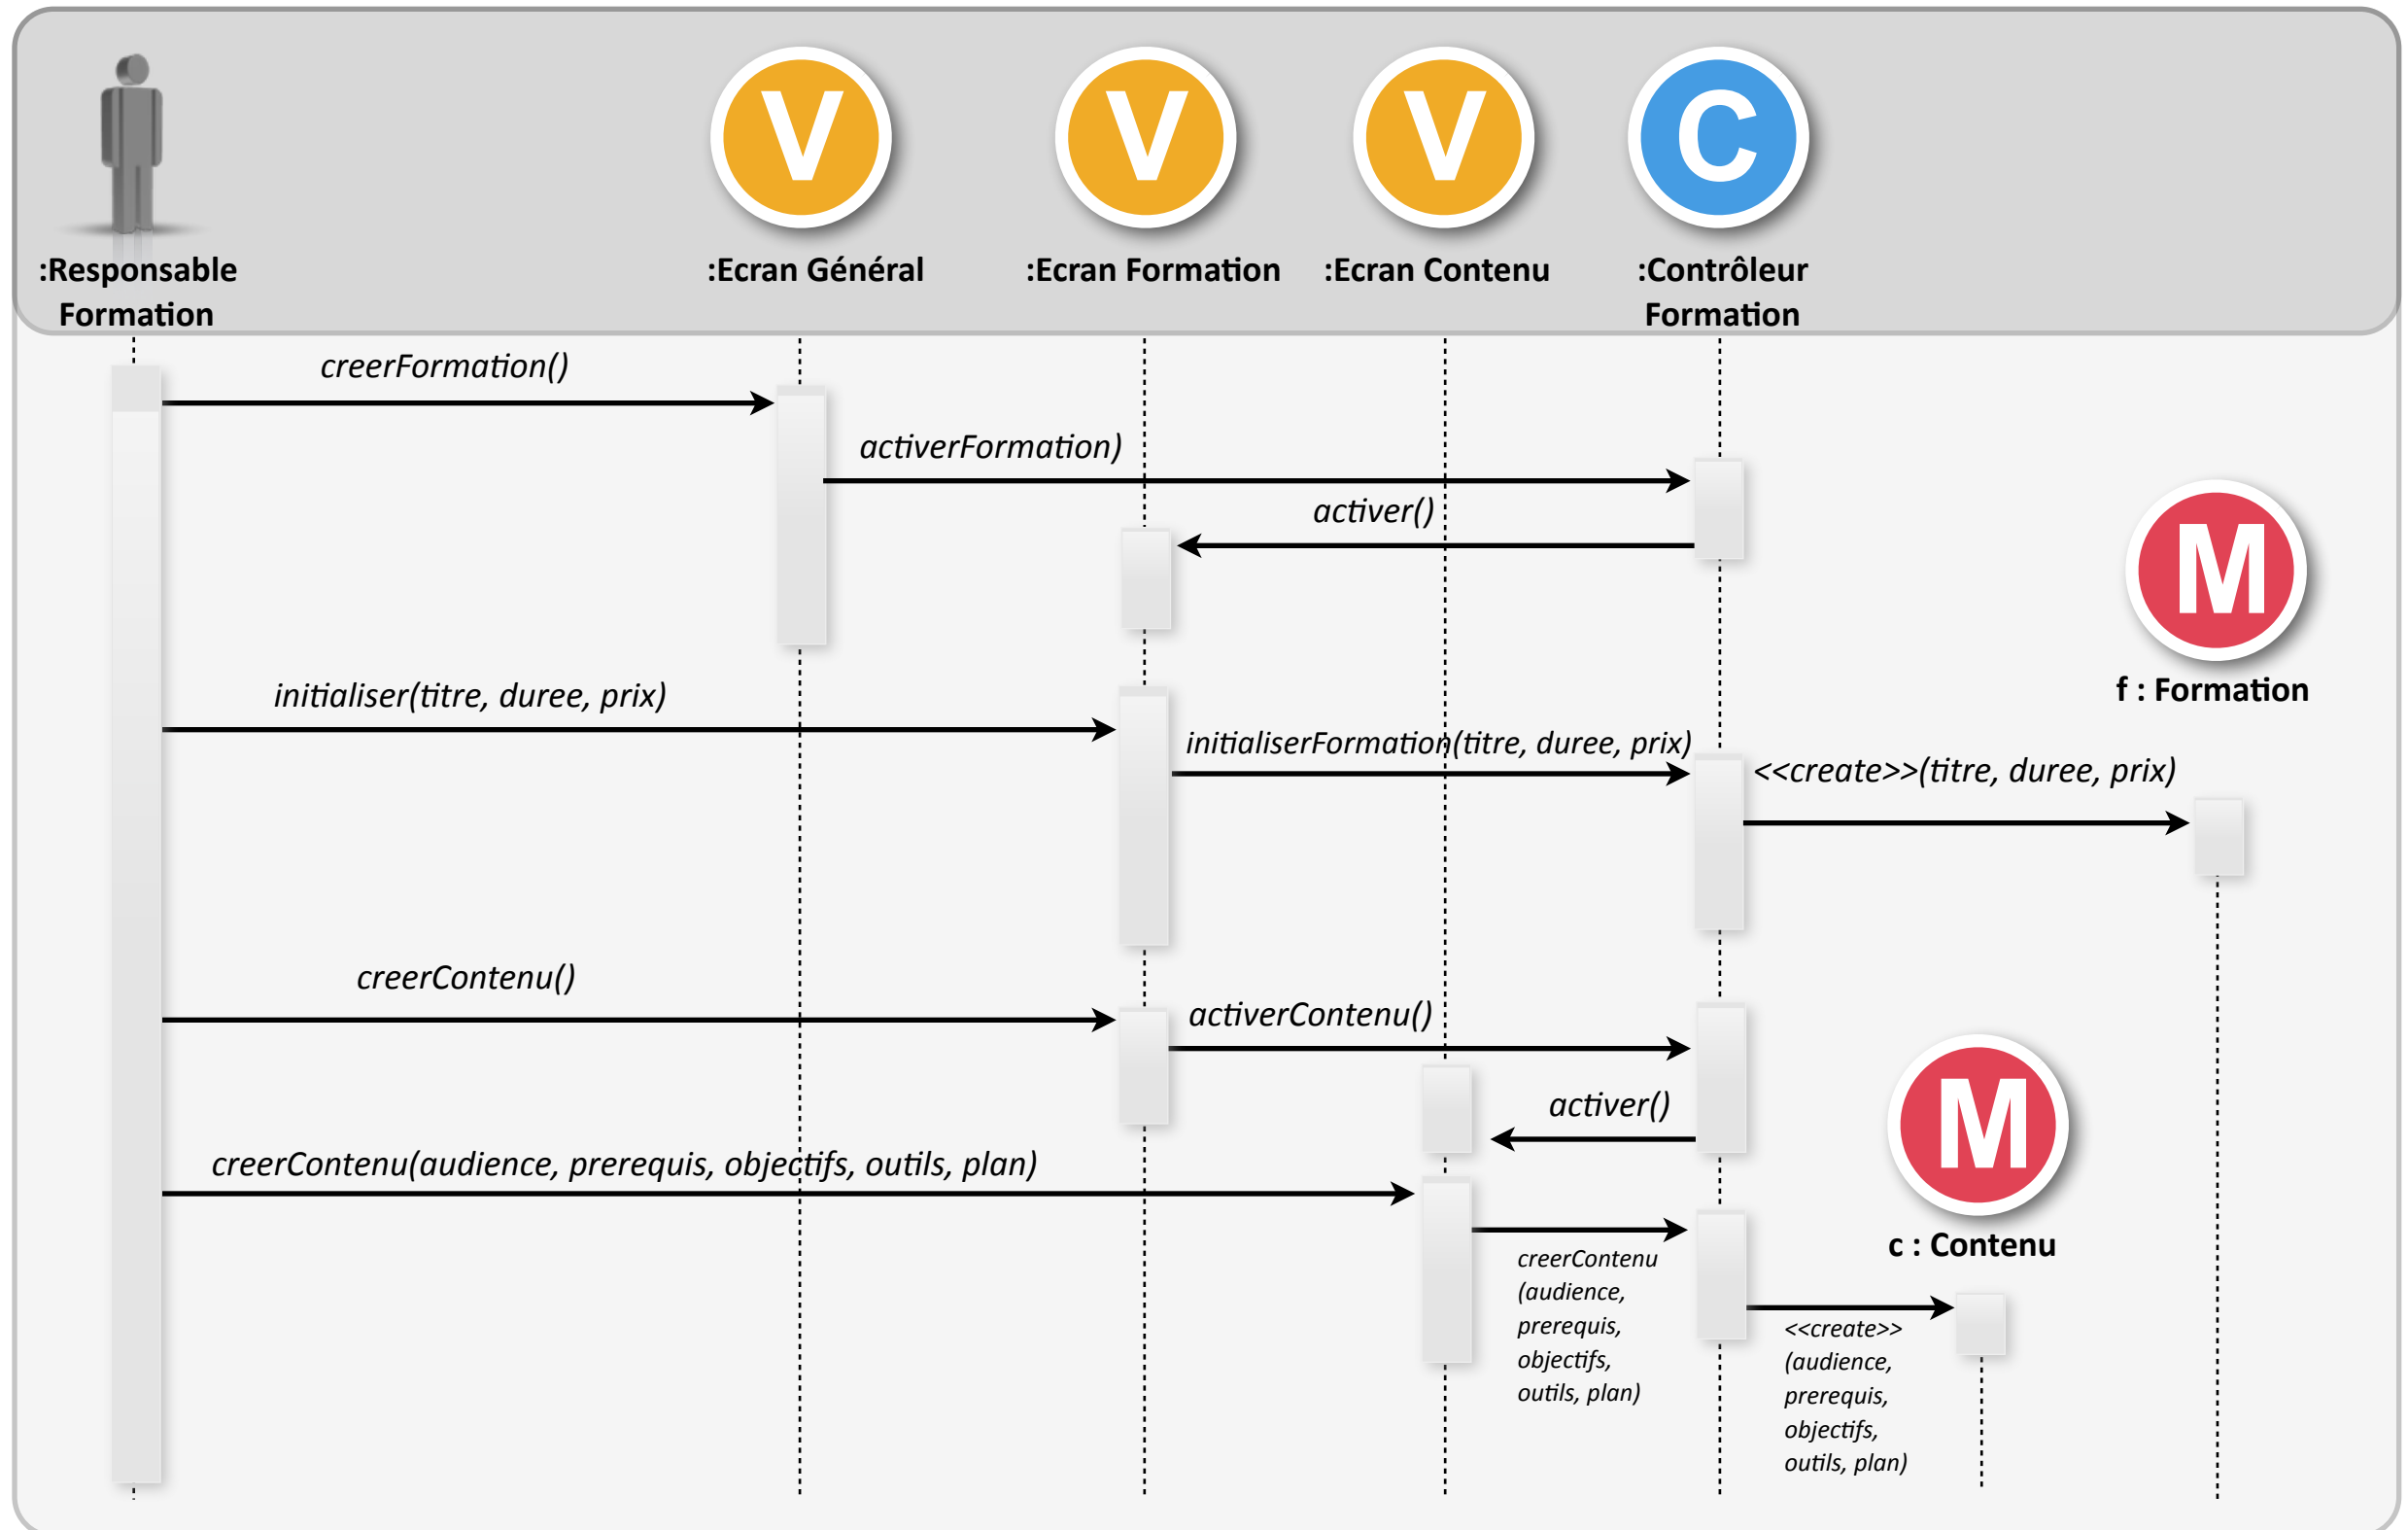 V
V
V
C
:Responsable
Formation
:Ecran Général
:Ecran Formation
:Ecran Contenu
:Contrôleur
Formation
creerFormation()
activerFormation)
activer()
M
f : Formation
initialiser(titre, duree, prix)
initialiserFormation(titre, duree, prix)
<<create>>(titre, duree, prix)
creerContenu()
activerContenu()
activer()
M
c : Contenu
creerContenu(audience, prerequis, objectifs, outils, plan)
creerContenu
(audience,
prerequis,
objectifs,
outils, plan)
<<create>>
(audience,
prerequis,
objectifs,
outils, plan)